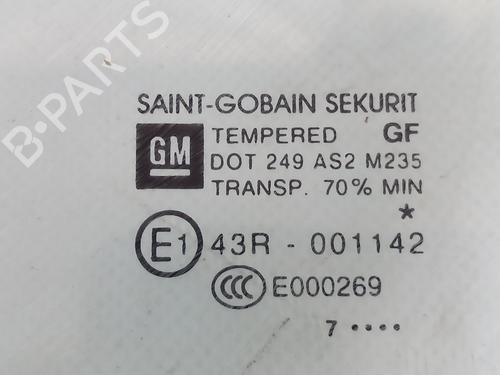 B-PARTS
SAINT-GOBAIN SEKURIT
GM TEMPERED GF
DOT 249 AS2 M235
TRANSP. 70% MIN
*
E1 43R - 001142
CCC E000269
7 ••••